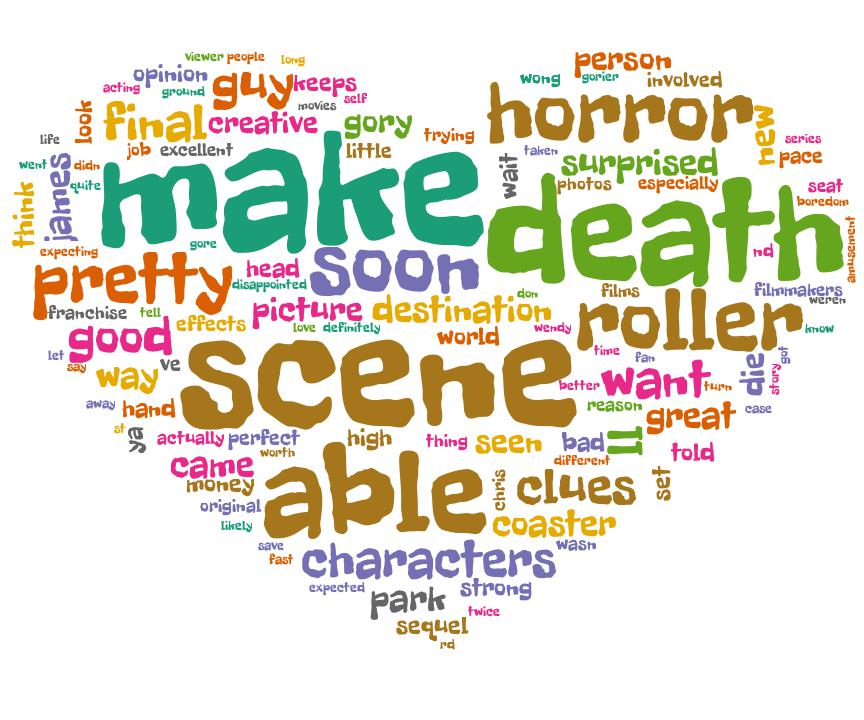 viewer people long
opinion
acting ground
guy keeps
movies self
look final creative gory
life job excellent little trying
person
wong gorier involved
horror new
wait taken surprised series pace
photos especially seat
boredom
went didn
quite
think james make death
gore
amusement
expecting
pretty head soon
disappointed
nd
films filmmakers
weren
franchise tell picture destination don
good effects love definitely world wendy roller know
let say way ve scene
time fan
better want turn die story got
away hand
reason great case
st ya actually perfect high thing seen bad ll told
worth different
came money able chris clues set
original
likely coaster
save wasn
fast characters
expected park strong
twice
sequel
rd